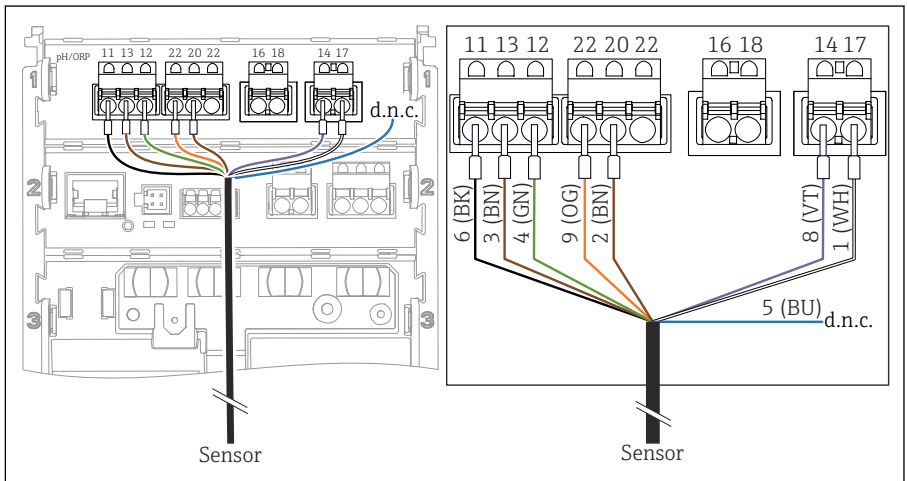 pH/ORP 11 13 12 22 20 22 16 18 14 17
1 1
d.n.c.
2 2
3 3
Sensor
11 13 12 22 20 22 16 18 14 17
6 (BK)
3 (BN)
4 (GN)
9 (OG)
2 (BN)
8 (VT)
1 (WH)
5 (BU)
d.n.c.
Sensor